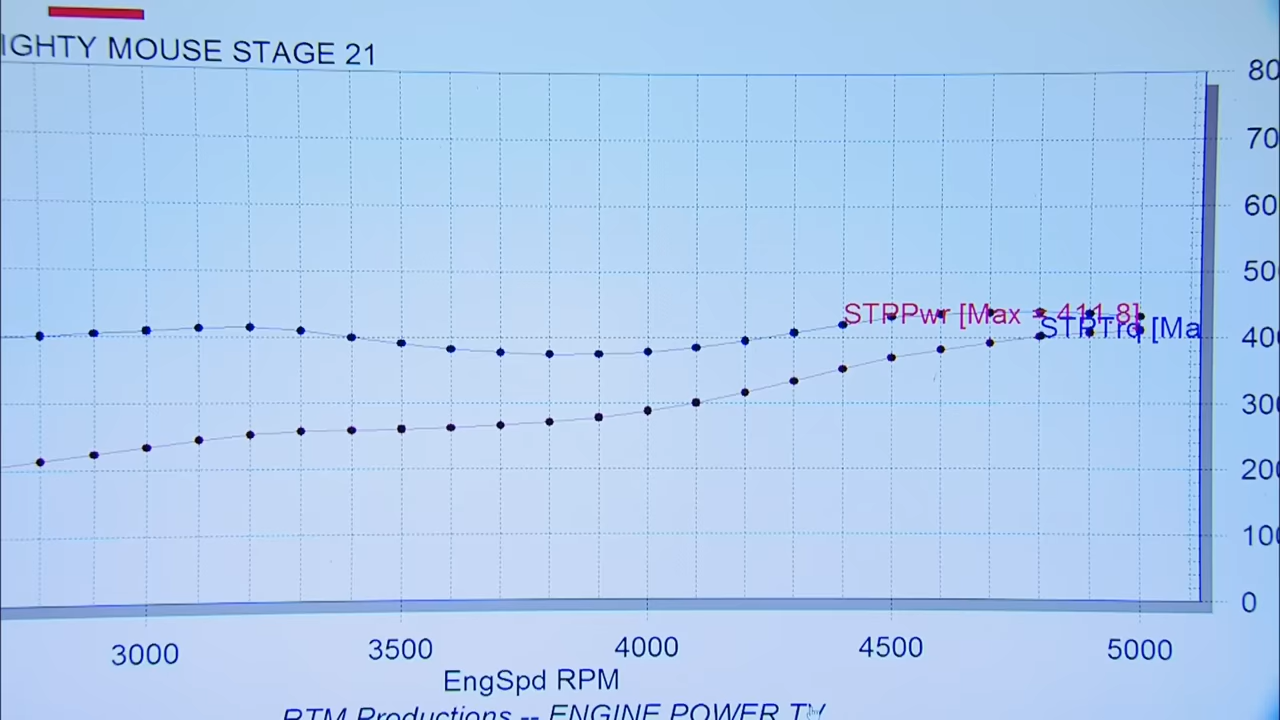 IGHTY MOUSE STAGE 21
80
70
60
50
STPPwr [Max = 411.8]
STPTrq [Ma
40
300
200
100
0
3000 3500 4000 4500 5000
EngSpd RPM
RTM Productions -- ENGINE POWER TV